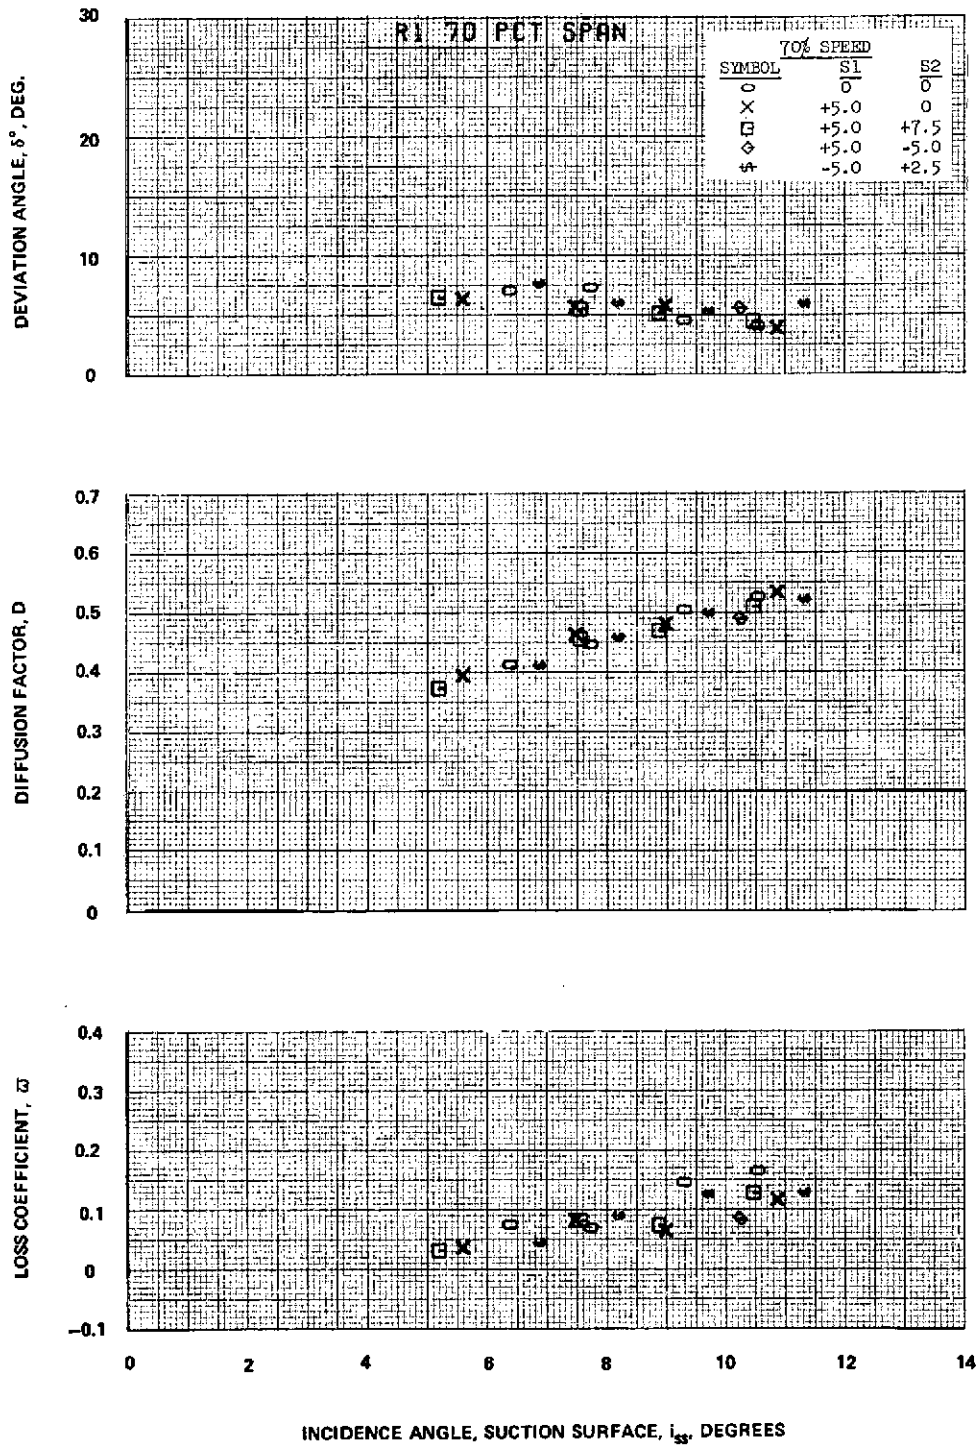 R1 70 PCT SPAN
70% SPEED
SYMBOL S1 S2
0 0
+5.0 0
+5.0 +7.5
+5.0 -5.0
-5.0 +2.5
DEVIATION ANGLE, δ°, DEG.
30
20
10
0
DIFFUSION FACTOR, D
0.7
0.6
0.5
0.4
0.3
0.2
0.1
0
LOSS COEFFICIENT, ϖ
0.4
0.3
0.2
0.1
0
−0.1
0 2 4 6 8 10 12 14
INCIDENCE ANGLE, SUCTION SURFACE, iss, DEGREES